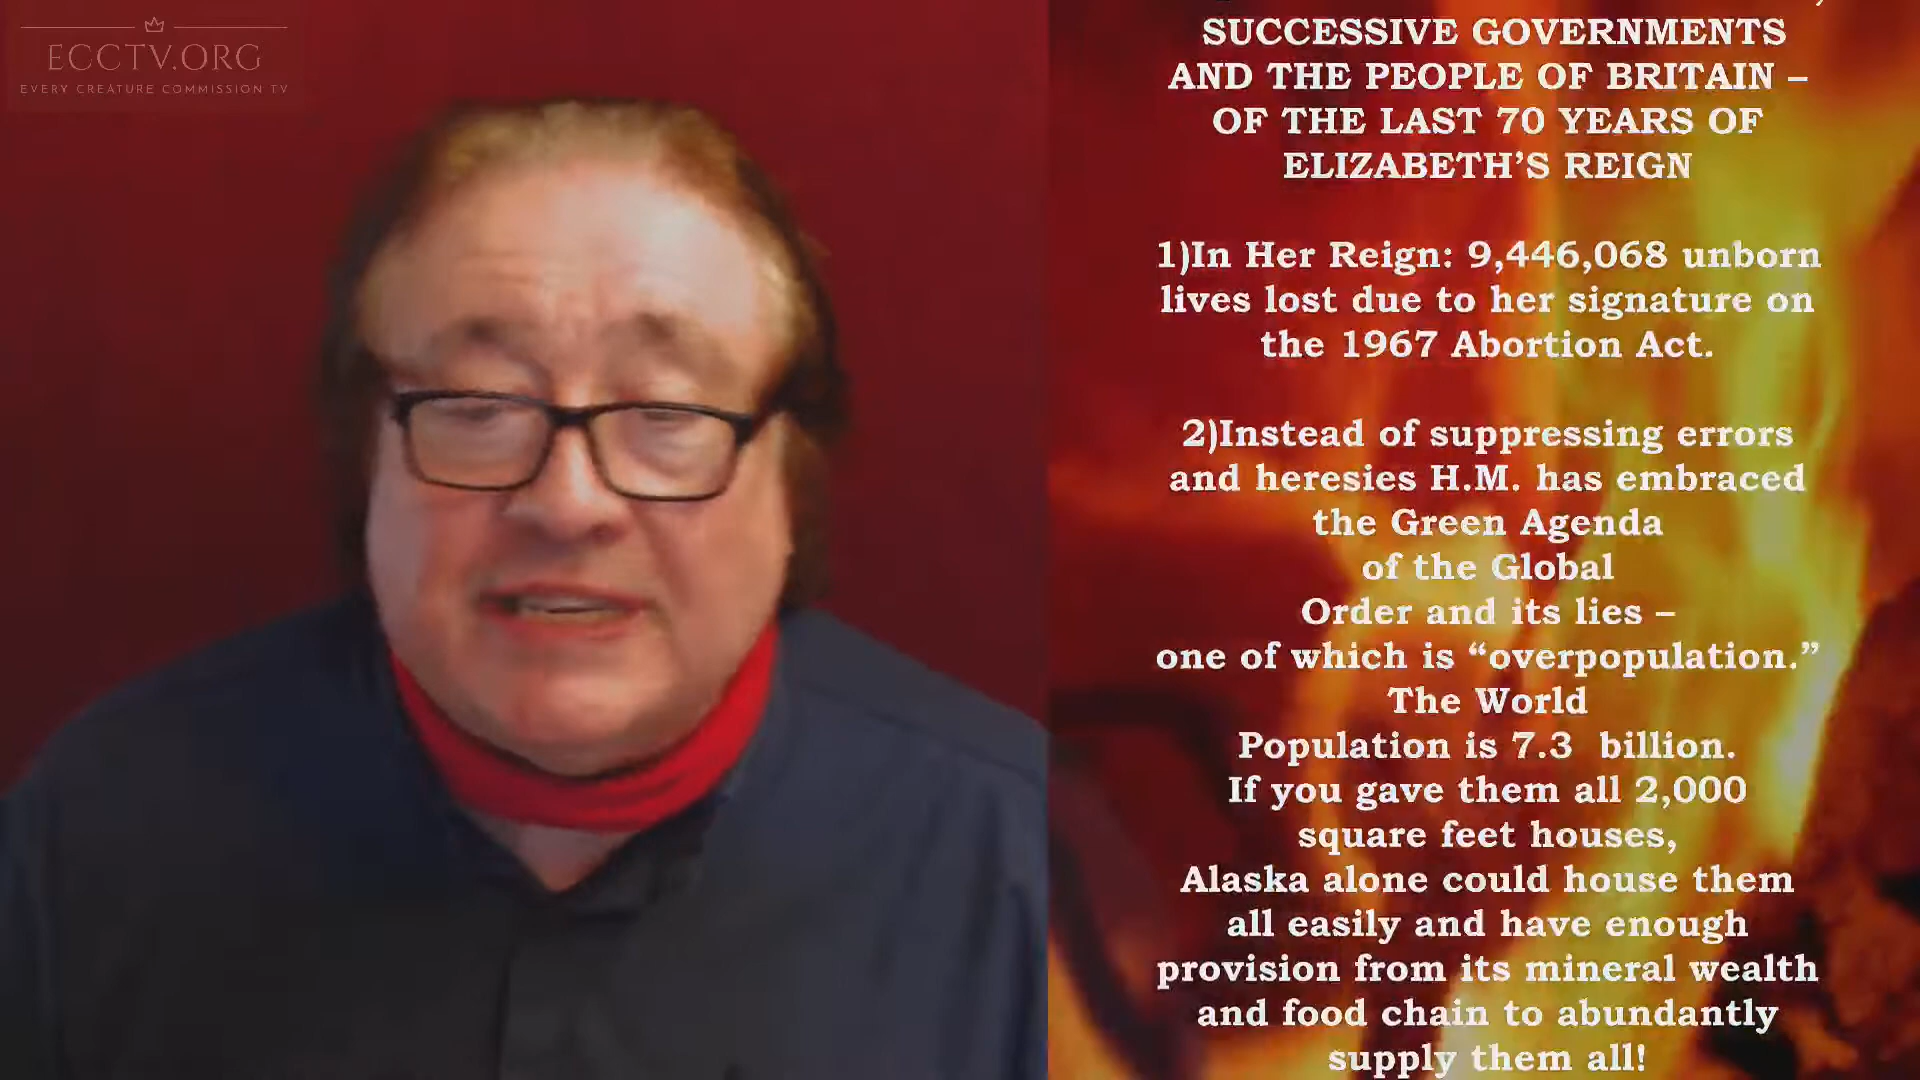 ECCTV.ORG
EVERY CREATURE COMMISSION TV
SUCCESSIVE GOVERNMENTS
AND THE PEOPLE OF BRITAIN –
OF THE LAST 70 YEARS OF
ELIZABETH’S REIGN
1)In Her Reign: 9,446,068 unborn
lives lost due to her signature on
the 1967 Abortion Act.
2)Instead of suppressing errors
and heresies H.M. has embraced
the Green Agenda
of the Global
Order and its lies –
one of which is “overpopulation.”
The World
Population is 7.3 billion.
If you gave them all 2,000
square feet houses,
Alaska alone could house them
all easily and have enough
provision from its mineral wealth
and food chain to abundantly
supply them all!